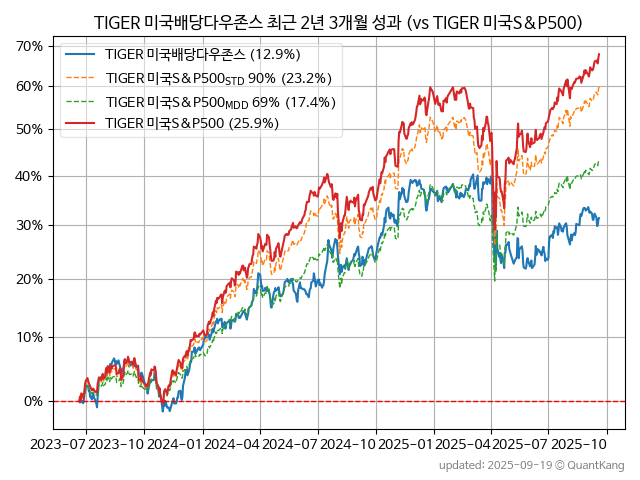 TIGER 미국배당다우존스 최근 2년 3개월 성과 (vs TIGER 미국S&P500)
70%
60%
50%
40%
30%
20%
10%
0%
TIGER 미국배당다우존스 (12.9%)
TIGER 미국S&P500STD 90% (23.2%)
TIGER 미국S&P500MDD 69% (17.4%)
TIGER 미국S&P500 (25.9%)
2023-07 2023-10 2024-01 2024-04 2024-07 2024-10 2025-01 2025-04 2025-07 2025-10
updated: 2025-09-19 © QuantKang